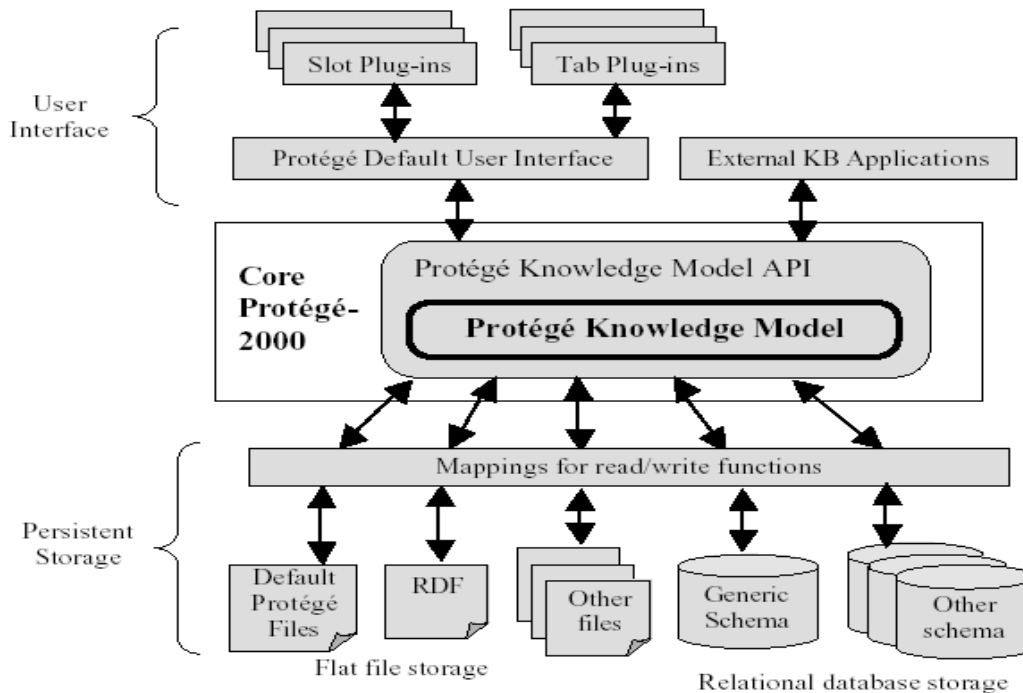 Slot Plug-ins
Tab Plug-ins
User
Interface
Protégé Default User Interface
External KB Applications
Core
Protégé-
2000
Protégé Knowledge Model API
Protégé Knowledge Model
Mappings for read/write functions
Persistent
Storage
Default
Protégé
Files
RDF
Other
files
Generic
Schema
Other
schema
Flat file storage
Relational database storage